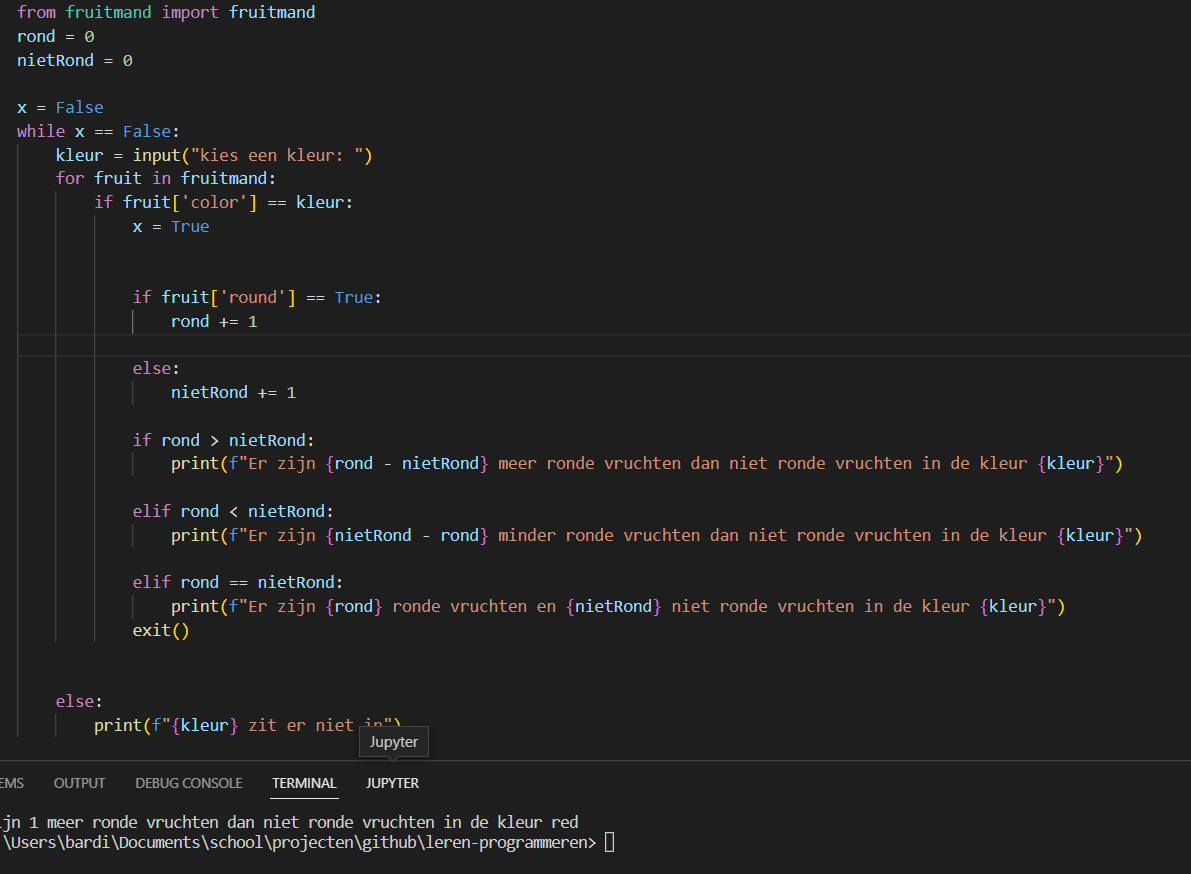 from fruitmand import fruitmand
rond = 0
nietRond = 0
x = False
while x == False:
    kleur = input("kies een kleur: ")
    for fruit in fruitmand:
        if fruit['color'] == kleur:
            x = True
            if fruit['round'] == True:
                rond += 1
            else:
                nietRond += 1
            if rond > nietRond:
                print(f"Er zijn {rond - nietRond} meer ronde vruchten dan niet ronde vruchten in de kleur {kleur}")
            elif rond < nietRond:
                print(f"Er zijn {nietRond - rond} minder ronde vruchten dan niet ronde vruchten in de kleur {kleur}")
            elif rond == nietRond:
                print(f"Er zijn {rond} ronde vruchten en {nietRond} niet ronde vruchten in de kleur {kleur}")
            exit()
    else:
        print(f"{kleur} zit er niet in")
Jupyter
EMS OUTPUT DEBUG CONSOLE TERMINAL JUPYTER
ijn 1 meer ronde vruchten dan niet ronde vruchten in de kleur red
\Users\bardi\Documents\school\projecten\github\leren-programmeren>